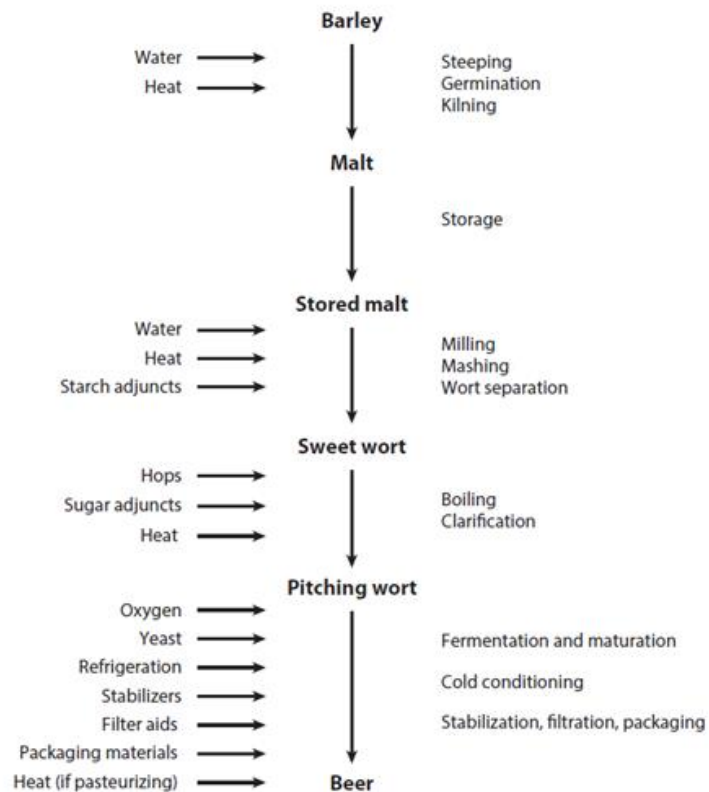 Barley
Water
Heat
Steeping
Germination
Kilning
Malt
Storage
Stored malt
Water
Heat
Starch adjuncts
Milling
Mashing
Wort separation
Sweet wort
Hops
Sugar adjuncts
Heat
Boiling
Clarification
Pitching wort
Oxygen
Yeast
Refrigeration
Stabilizers
Filter aids
Packaging materials
Heat (if pasteurizing)
Fermentation and maturation
Cold conditioning
Stabilization, filtration, packaging
Beer